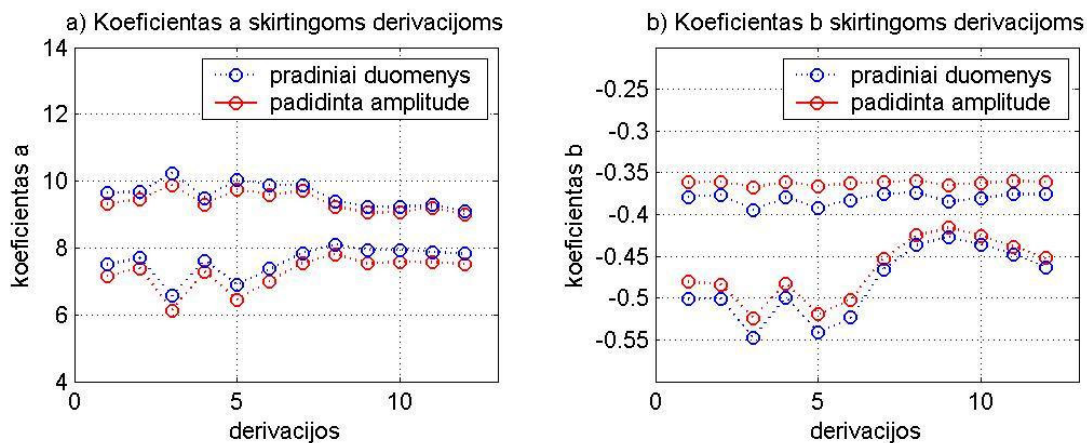 a) Koeficientas a skirtingoms derivacijoms
14
12
10
8
6
4
0
5
10
koeficientas a
derivacijos
pradiniai duomenys
padidinta amplitude
b) Koeficientas b skirtingoms derivacijoms
-0.25
-0.3
-0.35
-0.4
-0.45
-0.5
-0.55
0
5
10
koeficientas b
derivacijos
pradiniai duomenys
padidinta amplitude